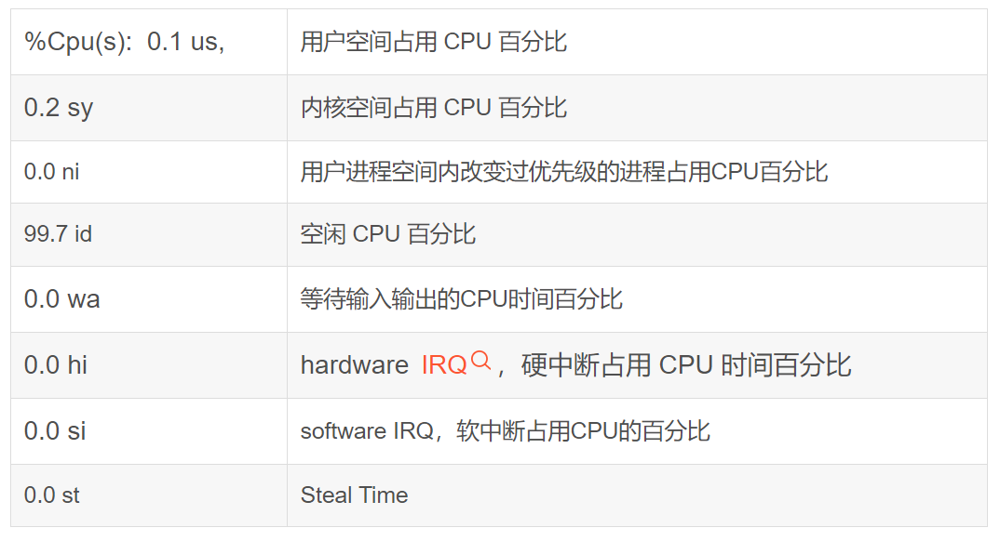 %Cpu(s):  0.1 us,
用户空间占用 CPU 百分比
0.2 sy
内核空间占用 CPU 百分比
0.0 ni
用户进程空间内改变过优先级的进程占用CPU百分比
99.7 id
空闲 CPU 百分比
0.0 wa
等待输入输出的CPU时间百分比
0.0 hi
hardware IRQ，硬中断占用 CPU 时间百分比
0.0 si
software IRQ，软中断占用CPU的百分比
0.0 st
Steal Time